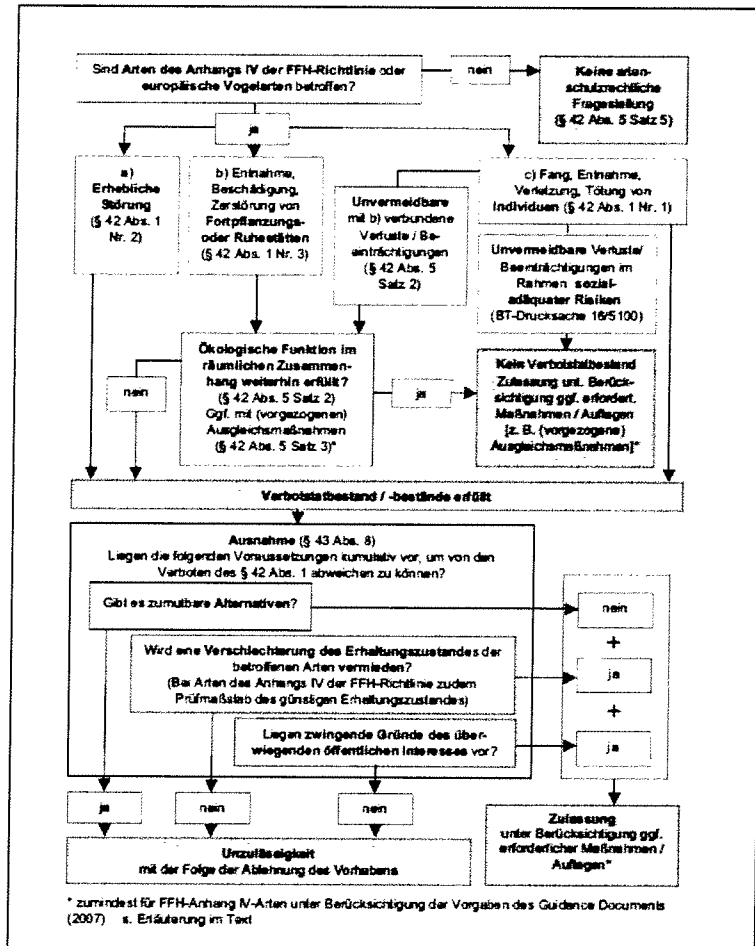 Sind Arten des Anhangs IV der FFH-Richtlinie oder
europäische Vogelarten betroffen?
nein
Keine arten-
schutzrechtliche
Fragestellung
(§ 42 Abs. 5 Satz 5)
ja
a)
Erhebliche
Störung
(§ 42 Abs. 1
Nr. 2)
b) Entnahme,
Beschädigung,
Zerstörung von
Fortpflanzungs-
oder Ruhestätten
(§ 42 Abs. 1 Nr. 3)
Unvermeidbare
mit b) verbundene
Verluste / Be-
einträchtigungen
(§ 42 Abs. 5
Satz 2)
c) Fang, Entnahme,
Verletzung, Tötung von
Individuen (§ 42 Abs. 1 Nr. 1)
Unvermeidbare Verluste/
Beeinträchtigungen im
Rahmen sozial-
adäquater Risiken
(BT-Drucksache 16/5100)
Ökologische Funktion im
räumlichen Zusammen-
hang weiterhin erfüllt?
(§ 42 Abs. 5 Satz 2)
Ggf. mit (vorgezogenen)
Ausgleichsmaßnahmen
(§ 42 Abs. 5 Satz 3)*
nein
ja
Kein Verbotstatbestand
Zulassung unt. Berück-
sichtigung ggf. erfordert.
Maßnahmen / Auflagen
[z. B. (vorgezogene)
Ausgleichsmaßnahmen]*
Verbotstatbestand / -bestände erfüllt
Ausnahme (§ 43 Abs. 8)
Liegen die folgenden Voraussetzungen kumulativ vor, um von den
Verboten des § 42 Abs. 1 abweichen zu können?
Gibt es zumutbare Alternativen?
nein
+
Wird eine Verschlechterung des Erhaltungszustandes der
betroffenen Arten vermieden?
(Bei Arten des Anhangs IV der FFH-Richtlinie zudem
Prüfmaßstab des günstigen Erhaltungszustandes)
ja
+
Liegen zwingende Gründe des über-
wiegenden öffentlichen Interesses vor?
ja
ja
nein
nein
Unzulässigkeit
mit der Folge der Ablehnung des Vorhabens
Zulassung
unter Berücksichtigung ggf.
erforderlicher Maßnahmen /
Auflagen*
* zumindest für FFH-Anhang IV-Arten unter Berücksichtigung der Vorgaben des Guidance Documents
(2007) s. Erläuterung im Text